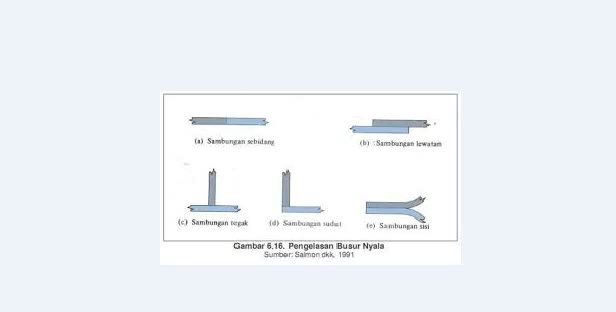 (a) Sambungan sebidang
(b) : Sambungan lewatan
(c) Sambungan tegak
(d) Sambungan sudut
(e) Sambungan sisi
Gambar 6.16. Pengelasan Busur Nyala
Sumber: Salmon dkk, 1991